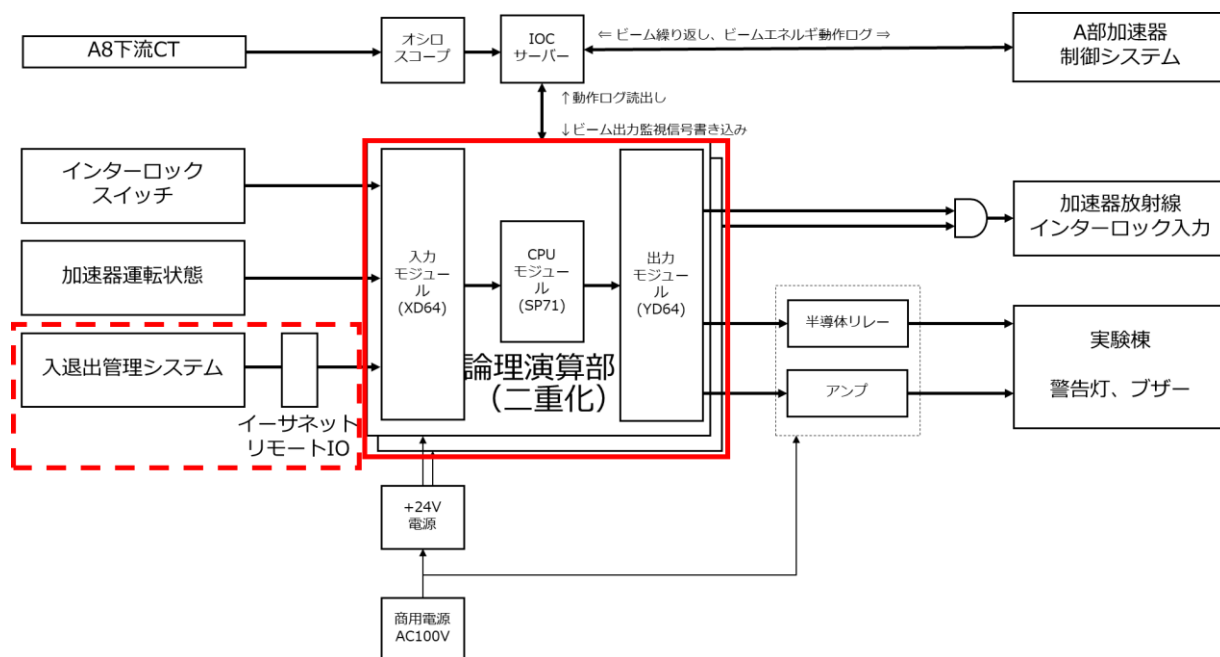 A8下流CT
オシロ
スコープ
IOC
サーバー
⇐ ビーム繰り返し、ビームエネルギ動作ログ ⇒
A部加速器
制御システム
↑動作ログ読出し
↓ビーム出力監視信号書き込み
インターロック
スイッチ
加速器運転状態
入退出管理システム
イーサネット
リモートIO
入力
モジュー
ル
(XD64)
CPU
モジュー
ル
(SP71)
出力
モジュー
ル
(YD64)
論理演算部
(二重化)
加速器放射線
インターロック入力
半導体リレー
アンプ
実験棟
警告灯、ブザー
+24V
電源
商用電源
AC100V